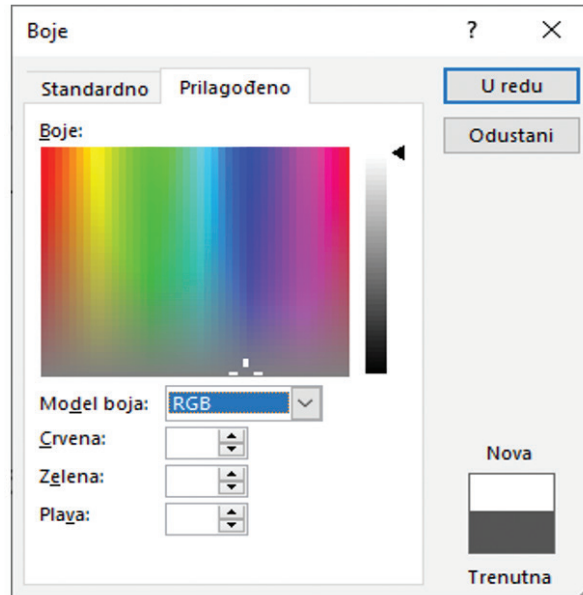 Boje ?
Standardno Prilagođeno
U redu
Odustani
Boje:
Model boja: RGB
Crvena:
Zelena:
Plava:
Nova
Trenutna